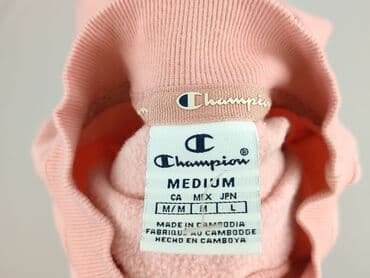 Champion
Champion
MEDIUM
CA MEX JPN
M/M M L
MADE IN CAMBODIA
FABRIQUÉ AU CAMBODGE
HECHO EN CAMBOYA